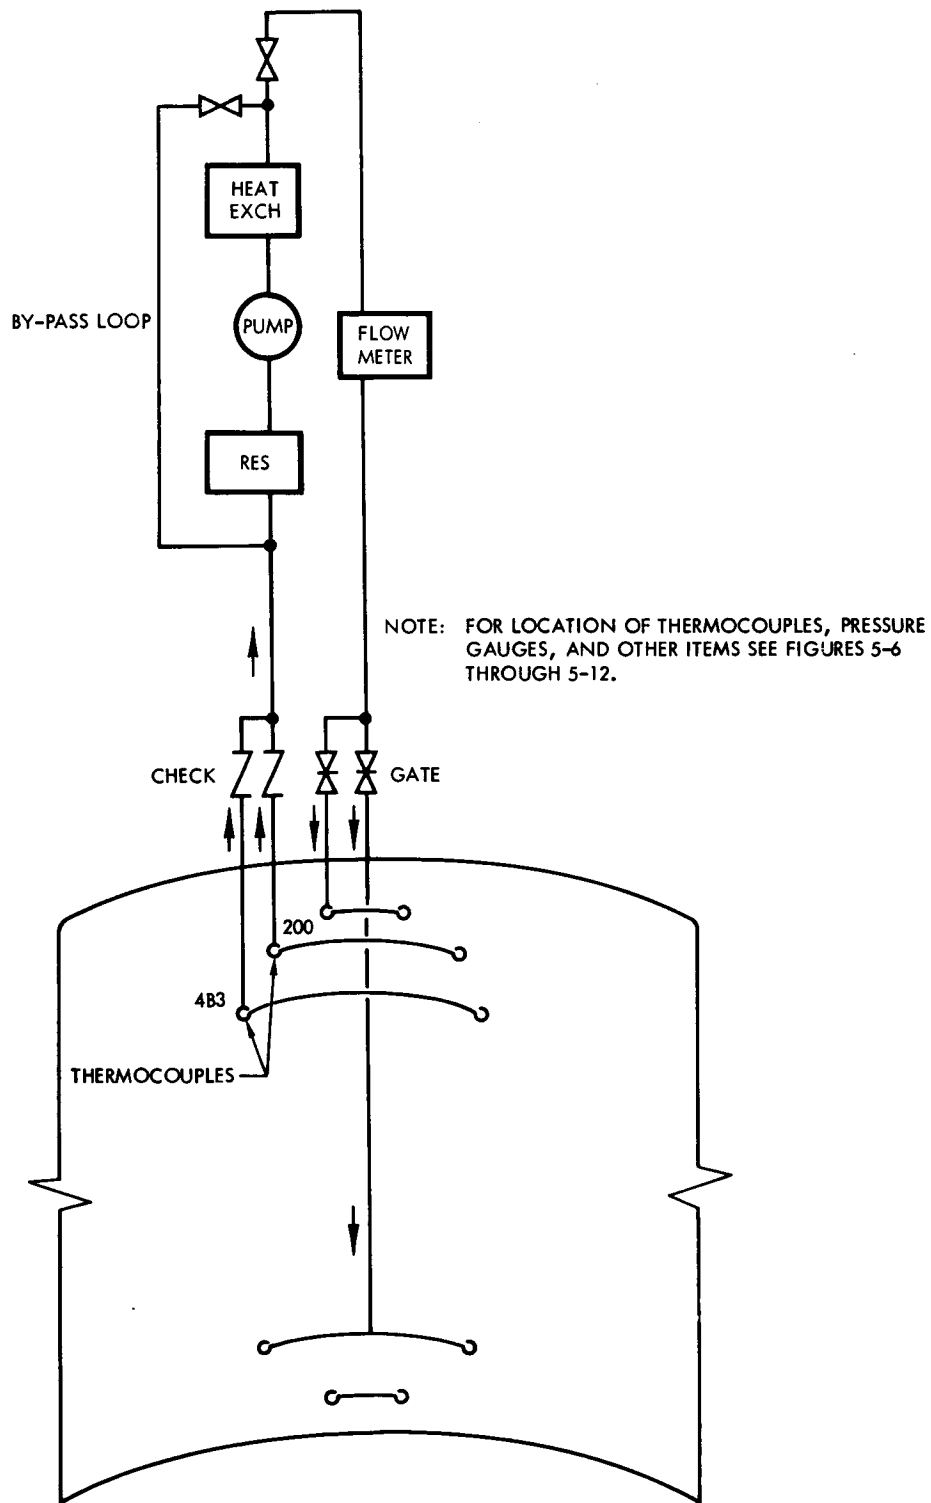 HEAT
EXCH
BY-PASS LOOP
PUMP
FLOW
METER
RES
NOTE: FOR LOCATION OF THERMOCOUPLES, PRESSURE
GAUGES, AND OTHER ITEMS SEE FIGURES 5-6
THROUGH 5-12.
CHECK
GATE
200
4B3
THERMOCOUPLES